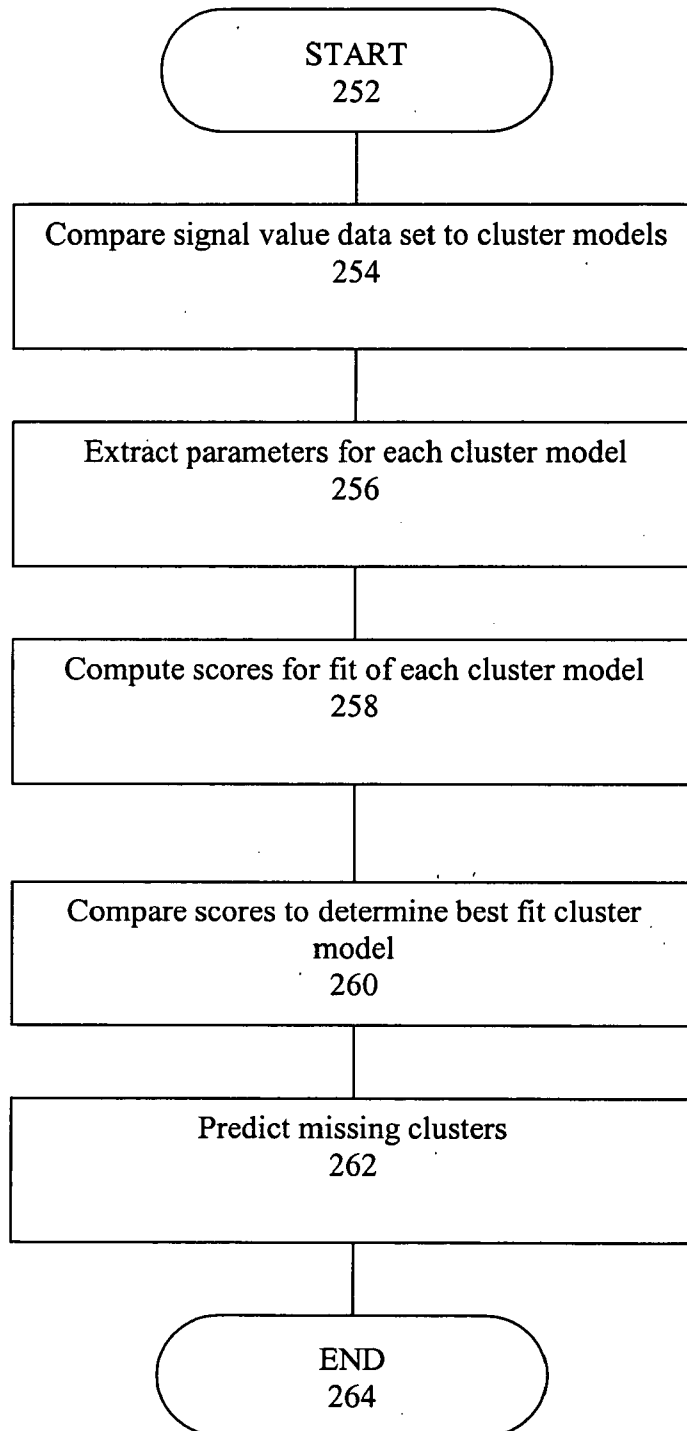 START
252
Compare signal value data set to cluster models
254
Extract parameters for each cluster model
256
Compute scores for fit of each cluster model
258
Compare scores to determine best fit cluster
model
260
Predict missing clusters
262
END
264